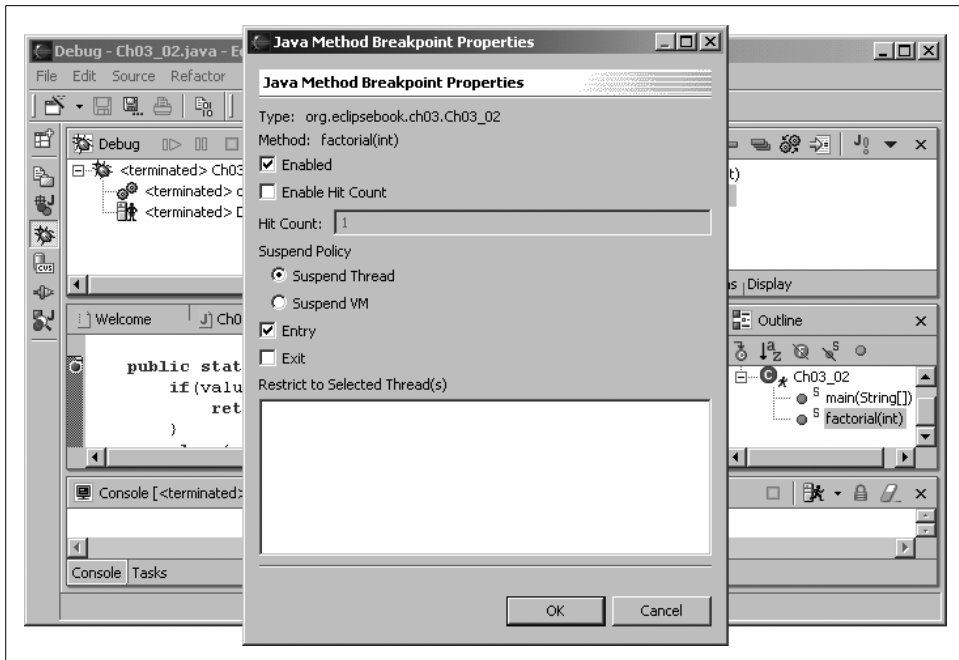 Debug - Ch03_02.java - E
File Edit Source Refactor
Debug
<terminated> Ch03
<terminated>
<terminated>
Welcome
Ch0
public stat
if(valu
ret
}
Console [<terminated>
Console Tasks
Java Method Breakpoint Properties
Java Method Breakpoint Properties
Type: org.eclipsebook.ch03.Ch03_02
Method: factorial(int)
Enabled
Enable Hit Count
Hit Count: 1
Suspend Policy
Suspend Thread
Suspend VM
Entry
Exit
Restrict to Selected Thread(s)
OK Cancel
t)
ns Display
Outline
Ch03_02
main(String[])
factorial(int)